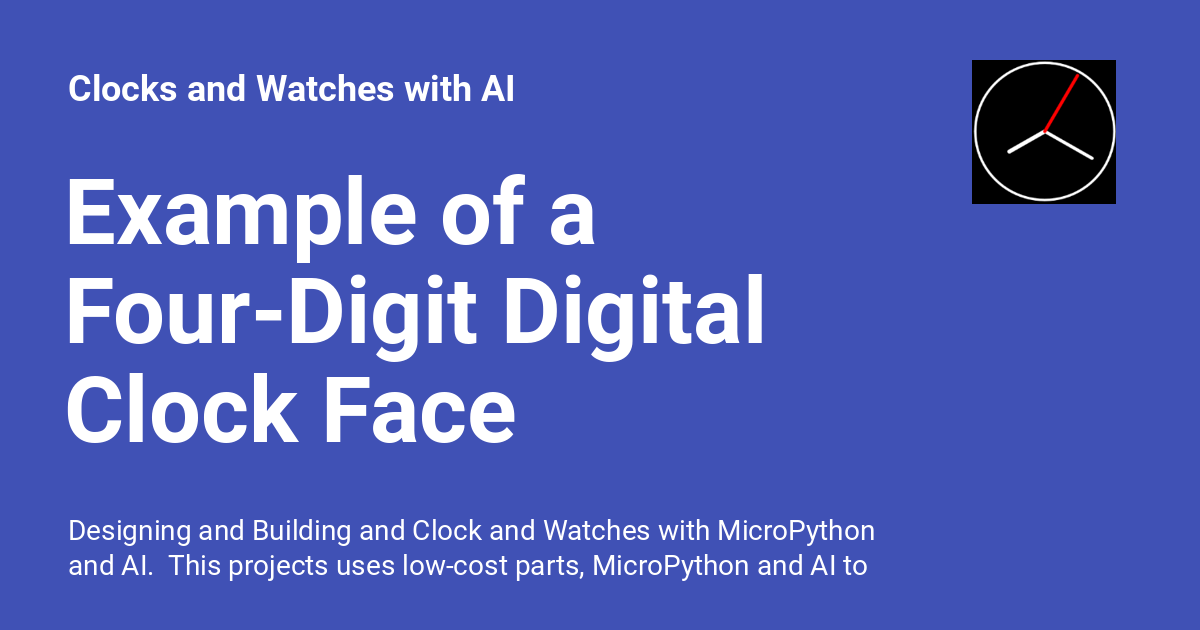 Clocks and Watches with AI
Example of a
Four-Digit Digital
Clock Face
Designing and Building and Clock and Watches with MicroPython
and AI.  This projects uses low-cost parts, MicroPython and AI to